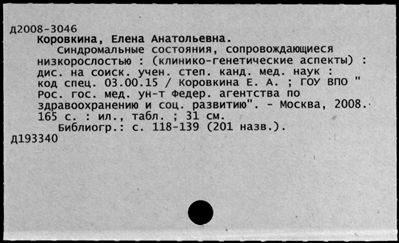 Д2008-3046
Коровкина, Елена Анатольевна.
Синдромальные состояния, сопровождающиеся
низкорослостью : (клинико-генетические аспекты) :
дис. на соиск. учен. степ. канд. мед. наук :
код спец. 03.00.15 / Коровкина Е. А. ; ГОУ ВПО "
Рос. гос. мед. ун-т Федер. агентства по
здравоохранению и соц. развитию". - Москва, 2008.
165 с. : ил., табл. ; 31 см.
Библиогр.: с. 118-139 (201 назв.).
Д193340